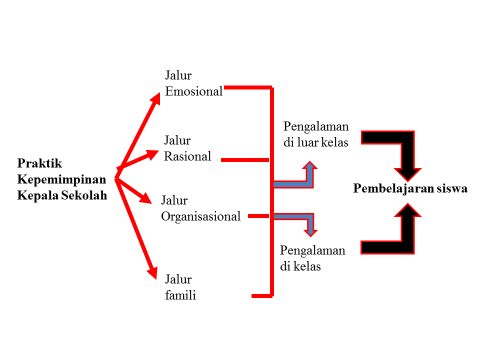 Jalur
Emosional
Jalur
Rasional
Praktik
Kepemimpinan
Kepala Sekolah
Jalur
Organisasional
Jalur
famili
Pengalaman
di luar kelas
Pengalaman
di kelas
Pembelajaran siswa